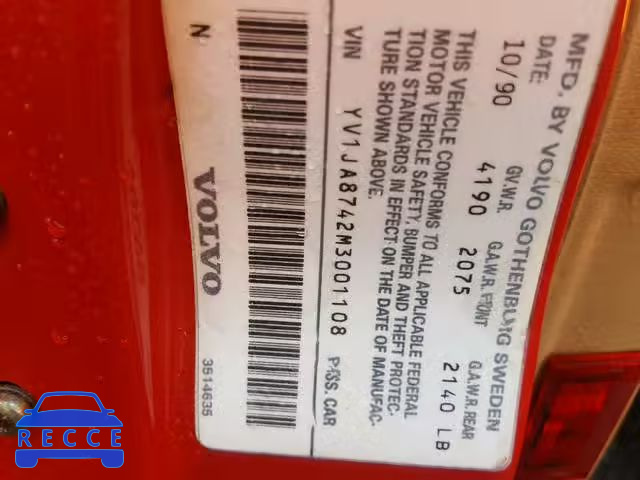 MFD. BY VOLVO GOTHENBURG SWEDEN
DATE: G.V.W.R. G.A.W.R. FRONT G.A.W.R. REAR
10/90 4190 2075 2140 LB
THIS VEHICLE CONFORMS TO ALL APPLICABLE FEDERAL
MOTOR VEHICLE SAFETY, BUMPER AND THEFT PROTEC-
TION STANDARDS IN EFFECT ON THE DATE OF MANUFAC-
TURE SHOWN ABOVE.
VIN YV1JA8742M3001108 PASS.CAR
N VOLVO 3514635
RECCE